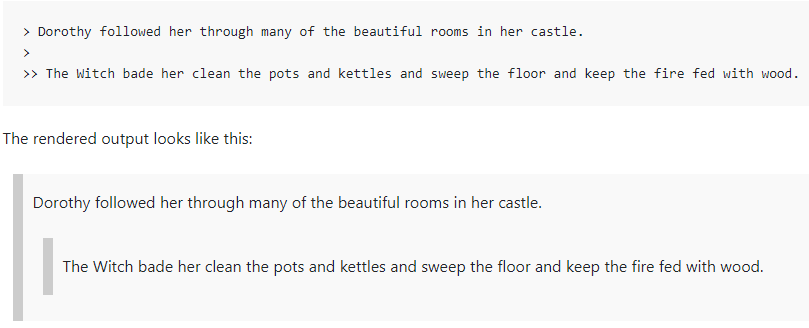 > Dorothy followed her through many of the beautiful rooms in her castle.
>
>> The Witch bade her clean the pots and kettles and sweep the floor and keep the fire fed with wood.
The rendered output looks like this:
Dorothy followed her through many of the beautiful rooms in her castle.
The Witch bade her clean the pots and kettles and sweep the floor and keep the fire fed with wood.